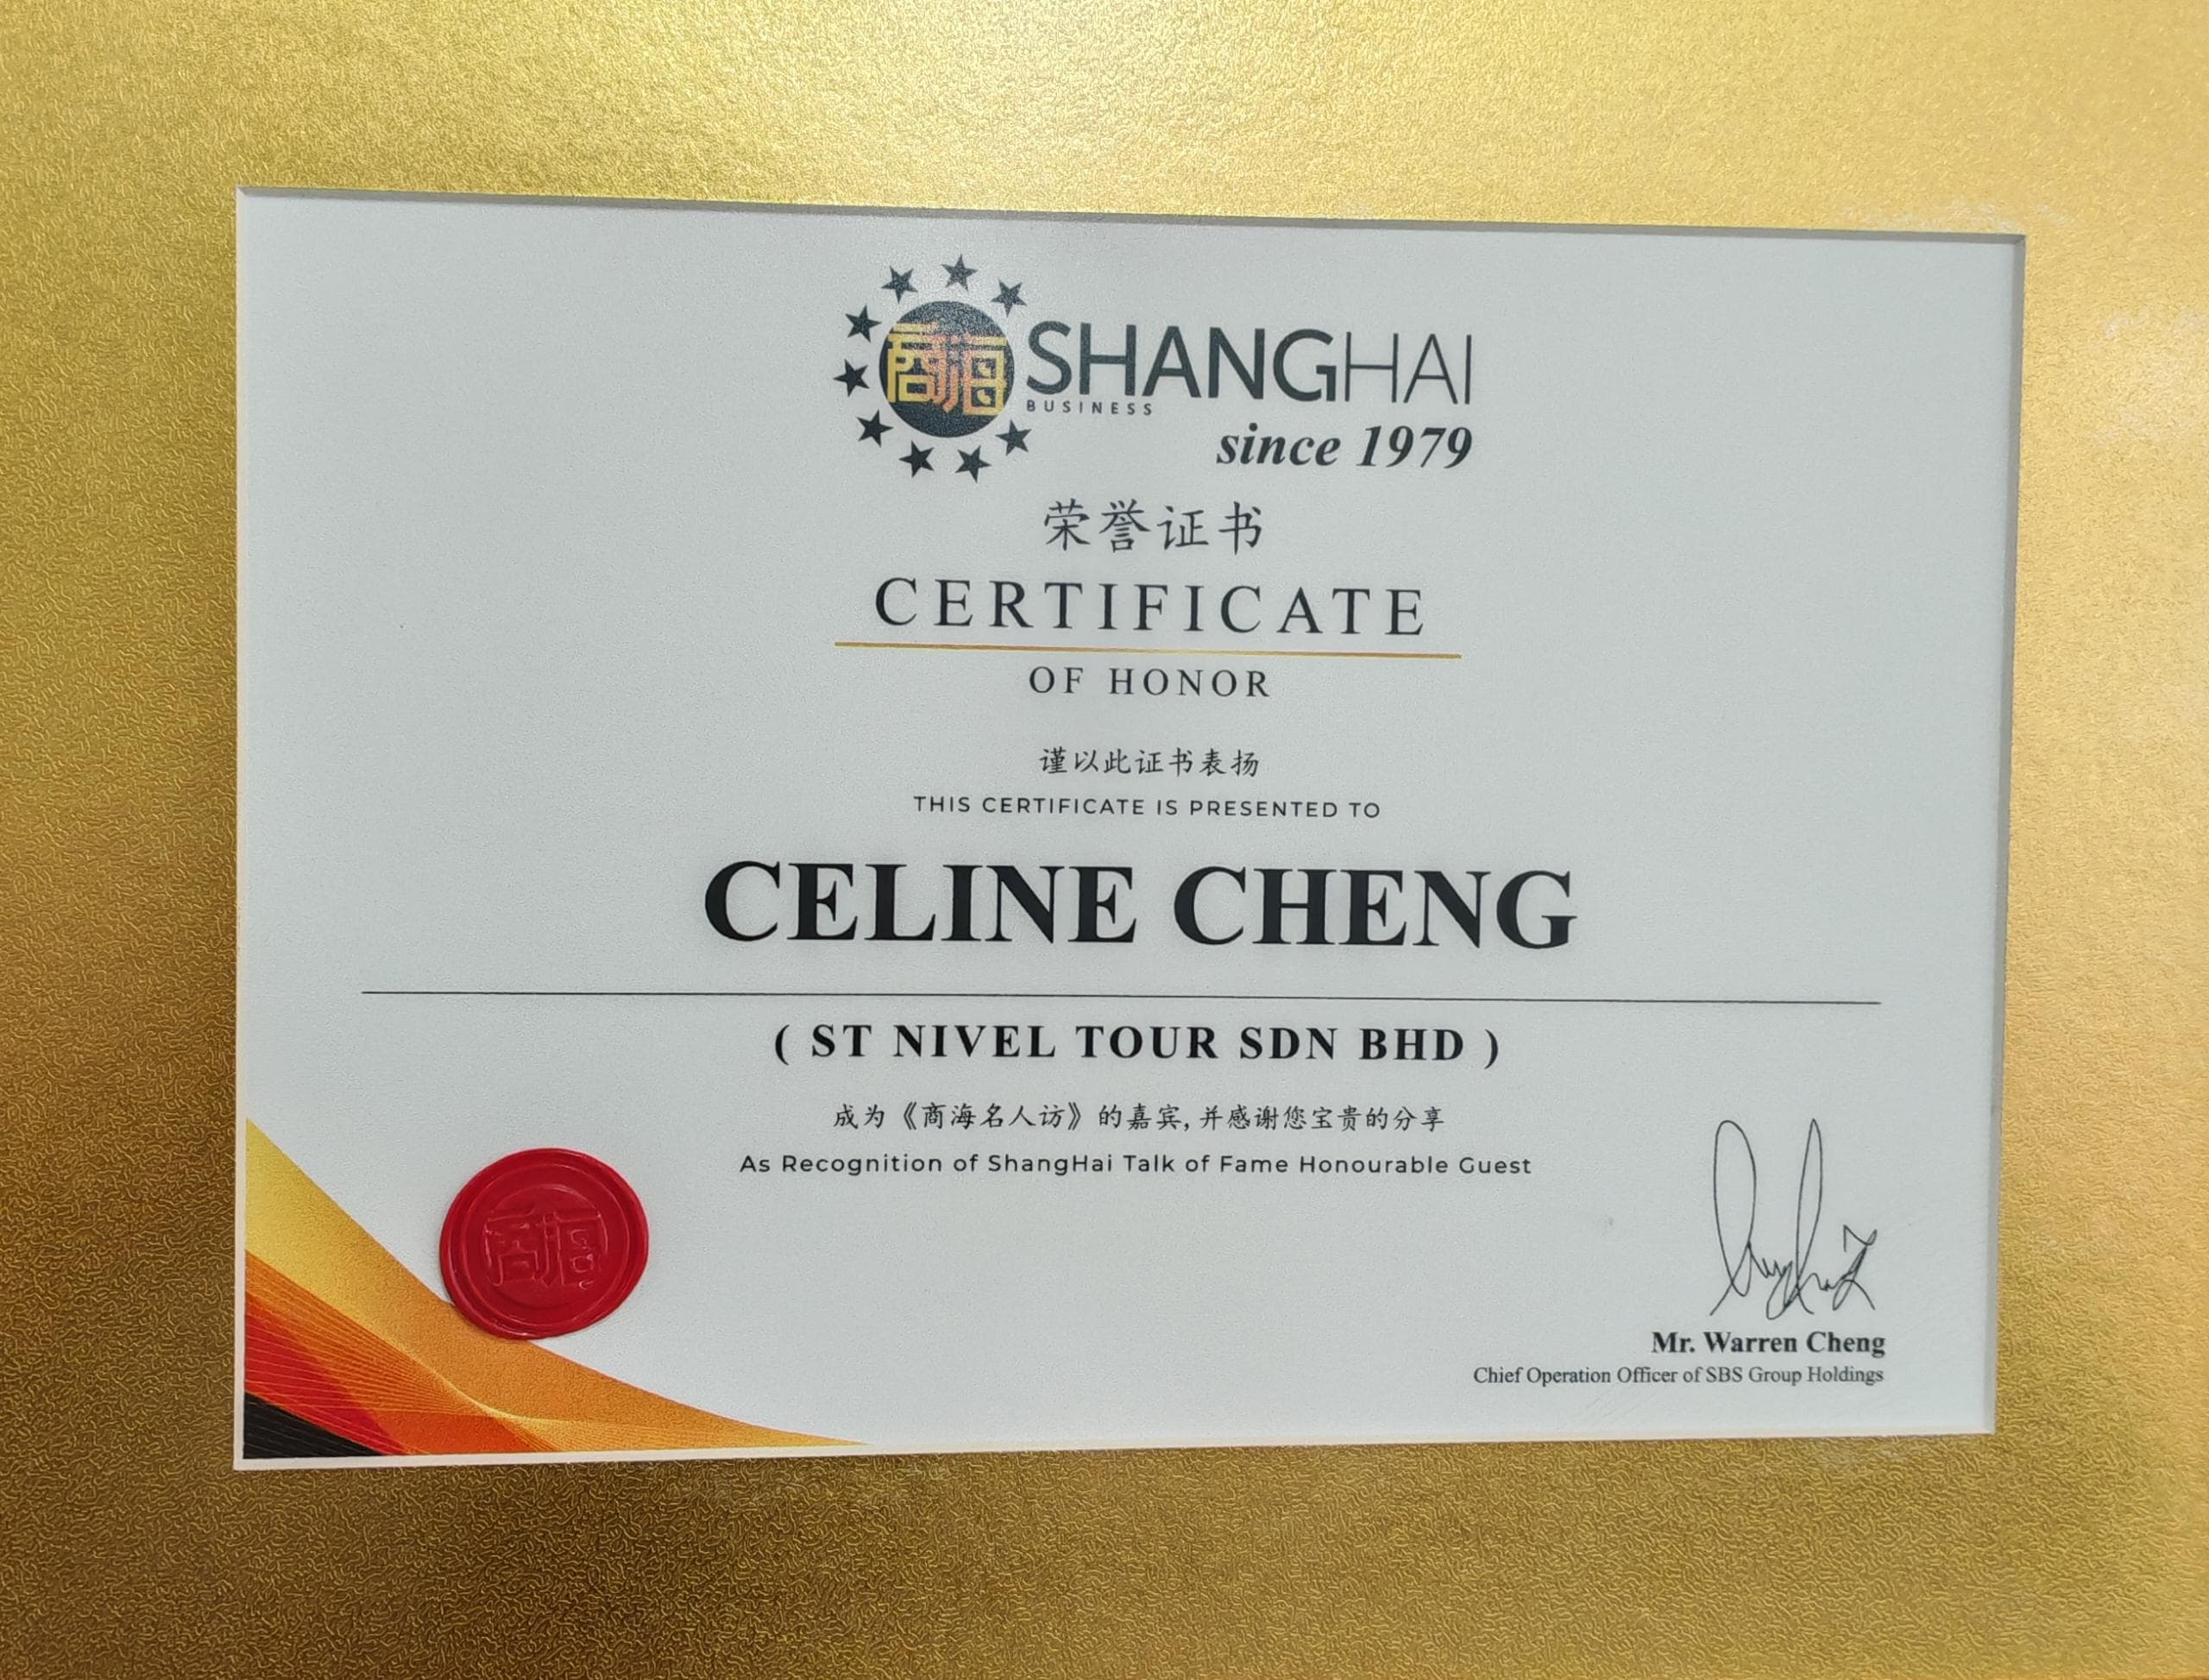 商海 SHANGHAI
BUSINESS
since 1979
荣誉证书
CERTIFICATE
OF HONOR
谨以此证书表扬
THIS CERTIFICATE IS PRESENTED TO
CELINE CHENG
( ST NIVEL TOUR SDN BHD )
成为《商海名人访》的嘉宾,并感谢您宝贵的分享
As Recognition of ShangHai Talk of Fame Honourable Guest
商海
Mr. Warren Cheng
Chief Operation Officer of SBS Group Holdings